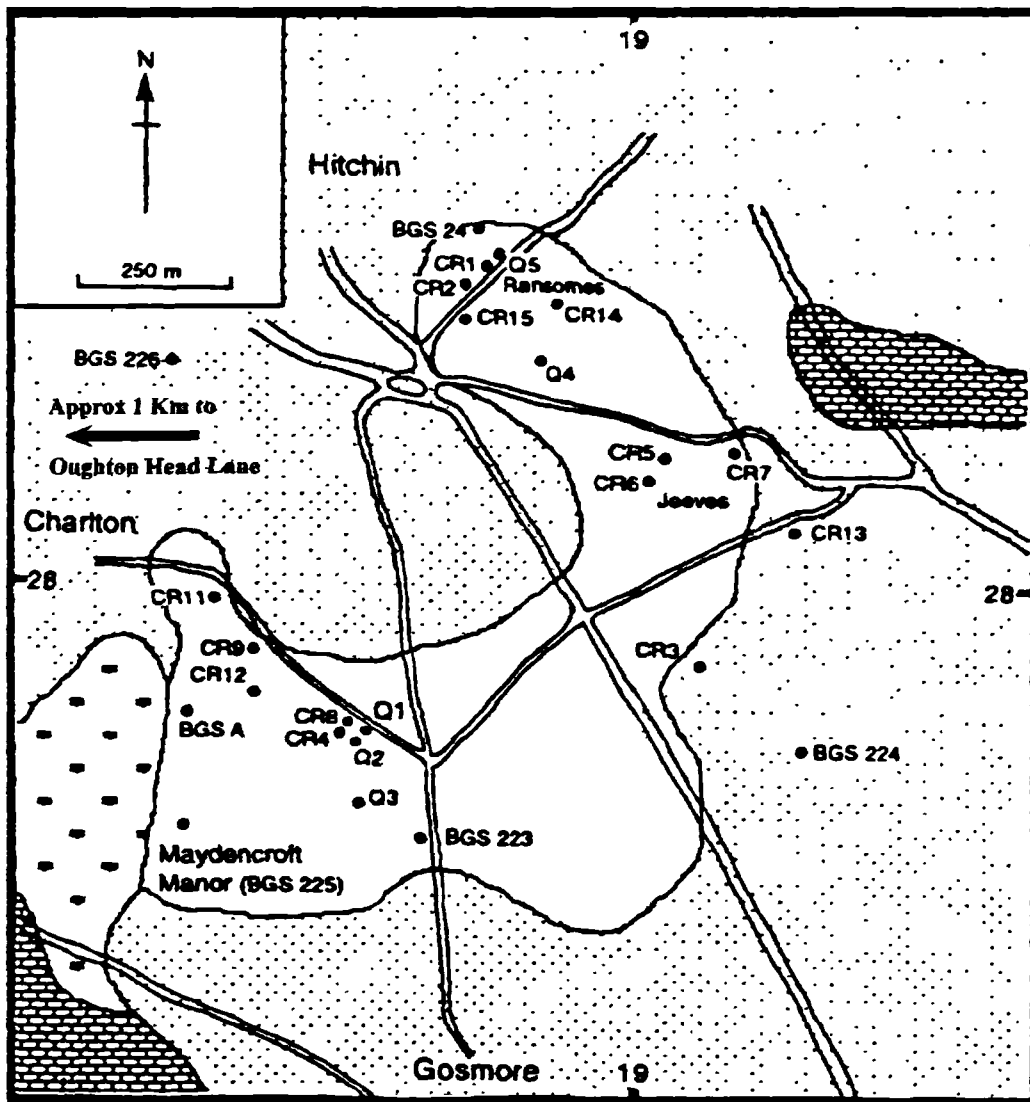 19
N
Hitchin
BGS 24
250 m
CR1
Q5
CR2
Ransomes
CR15
CR14
BGS 226
Q4
Approx 1 Km to
Oughton Head Lane
CR5
CR7
CR6
Jeeves
Charlton
CR13
28
28
CR11
CR9
CR3
CR12
BGS A
CR8
Q1
CR4
Q2
BGS 224
Q3
BGS 223
Maydencroft
Manor (BGS 225)
Gosmore
19